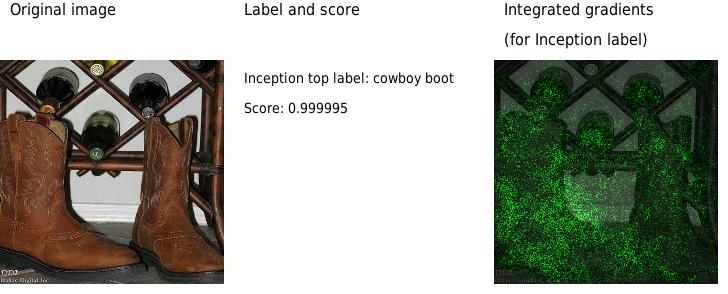 Original image
Label and score
Integrated gradients
(for Inception label)
Inception top label: cowboy boot
Score: 0.999995